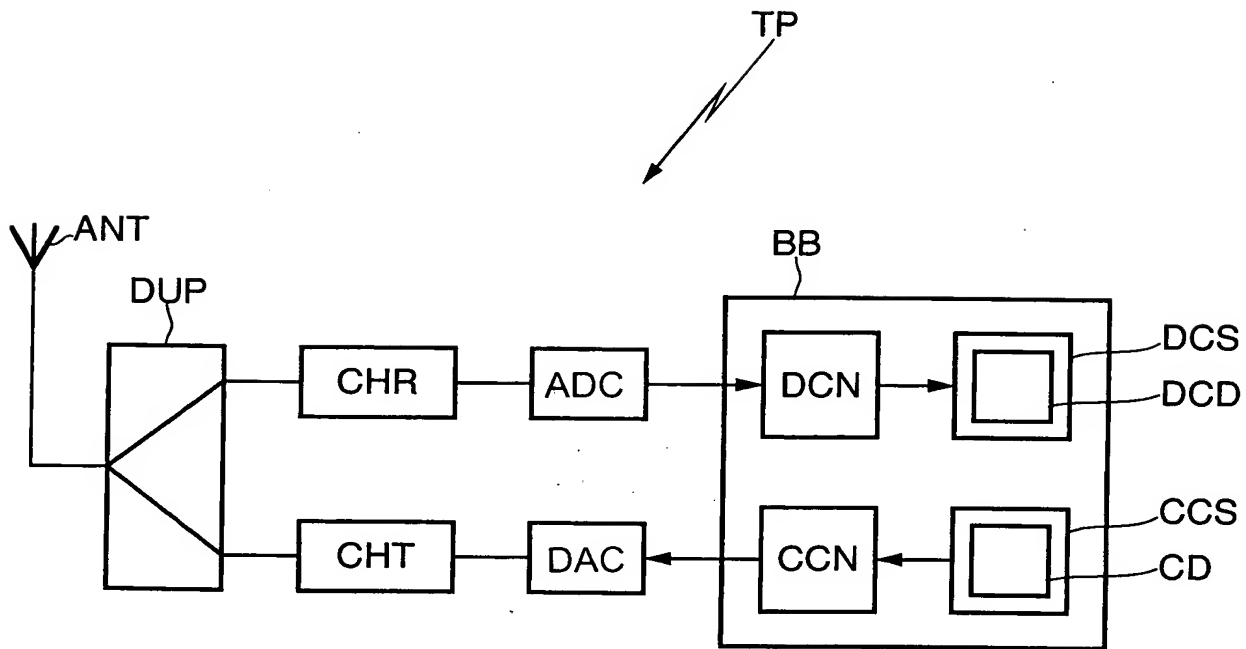 TP
ANT
DUP
BB
CHR
ADC
DCN
DCS
DCD
CHT
DAC
CCN
CCS
CD